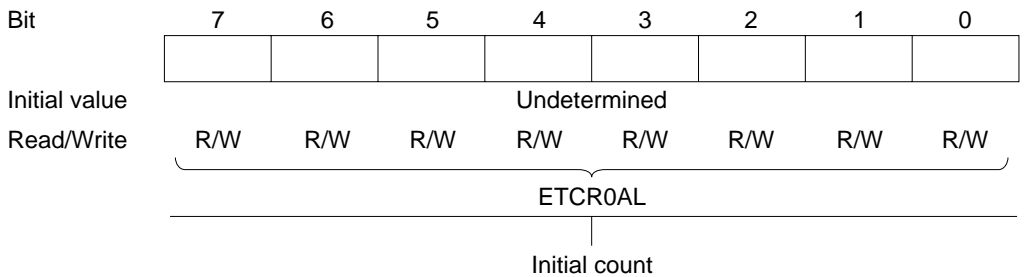 Bit 7 6 5 4 3 2 1 0
Initial value Undetermined
Read/Write R/W R/W R/W R/W R/W R/W R/W R/W
ETCR0AL
Initial count